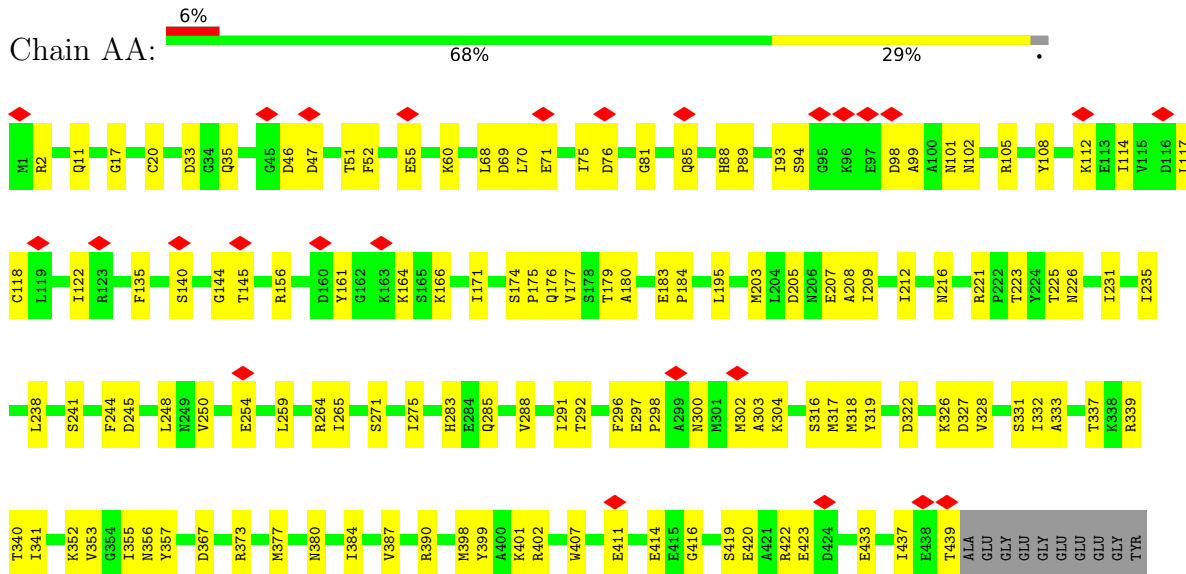 6%
Chain AA: 68% 29% •
M1 R2 Q11 G17 C20 D33 G34 Q35 G45 D46 D47 T51 F52 E55 K60 L68 D69 L70 E71 I75 D76 G81 Q85 H88 P89 I93 S94 G95 K96 E97 D98 A99 A100 N101 N102 R105 Y108 K112 E113 I114 V115 D116 L117
C118 L119 I122 R123 F135 S140 G144 T145 R156 D160 Y161 G162 K163 K164 S165 K166 I171 S174 P175 Q176 V177 S178 T179 A180 E183 P184 L195 M203 L204 D205 N206 E207 A208 I209 I212 N216 R221 P222 T223 Y224 T225 N226 I231 I235
L238 S241 F244 D245 L248 N249 V250 E254 L259 R264 I265 S271 I275 H283 E284 Q285 V288 I291 T292 F296 E297 P298 A299 N300 M301 M302 A303 K304 S316 M317 M318 Y319 D322 K326 D327 V328 S331 I332 A333 T337 K338 R339
T340 I341 K352 V353 G354 I355 N356 Y357 D367 R373 M377 N380 I384 V387 R390 M398 Y399 A400 K401 R402 W407 E411 E414 E415 G416 S419 E420 A421 R422 E423 D424 E433 I437 E438 T439 ALA GLU GLY GLU GLY GLU GLU GLU GLY TYR